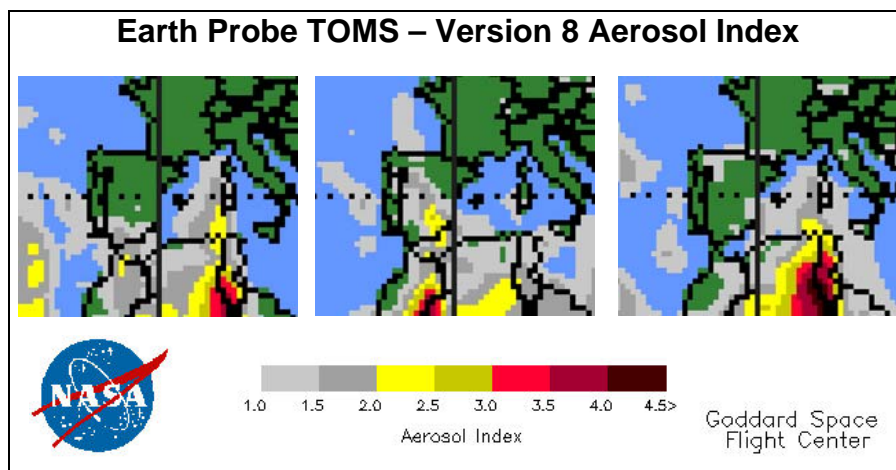 Earth Probe TOMS – Version 8 Aerosol Index
NASA
1.0 1.5 2.0 2.5 3.0 3.5 4.0 4.5>
Aerosol Index
Goddard Space
Flight Center